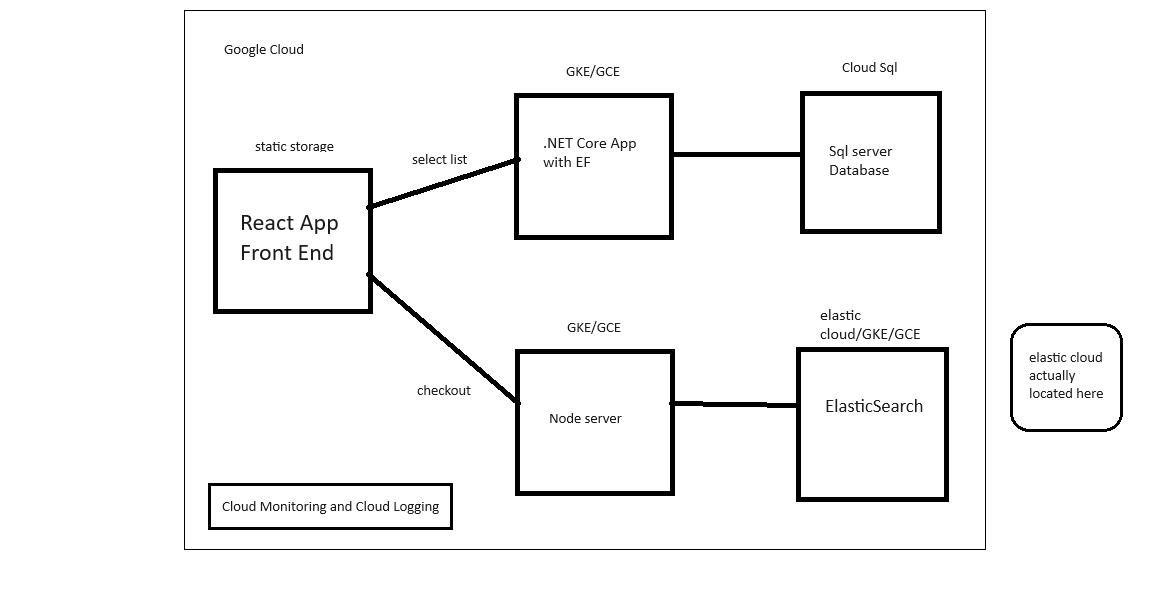 Google Cloud
GKE/GCE
Cloud Sql
static storage
select list
.NET Core App
with EF
Sql server
Database
React App
Front End
GKE/GCE
elastic
cloud/GKE/GCE
checkout
Node server
ElasticSearch
elastic cloud
actually
located here
Cloud Monitoring and Cloud Logging